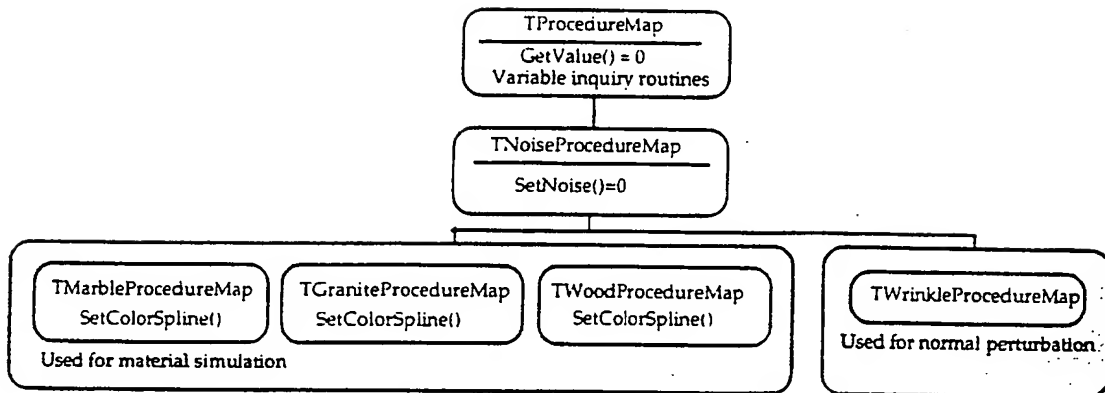 TProcedureMap
GetValue() = 0
Variable inquiry routines
TNoiseProcedureMap
SetNoise()=0
TMarbleProcedureMap
SetColorSpline()
TGraniteProcedureMap
SetColorSpline()
TWoodProcedureMap
SetColorSpline()
Used for material simulation
TWrinkleProcedureMap
Used for normal perturbation